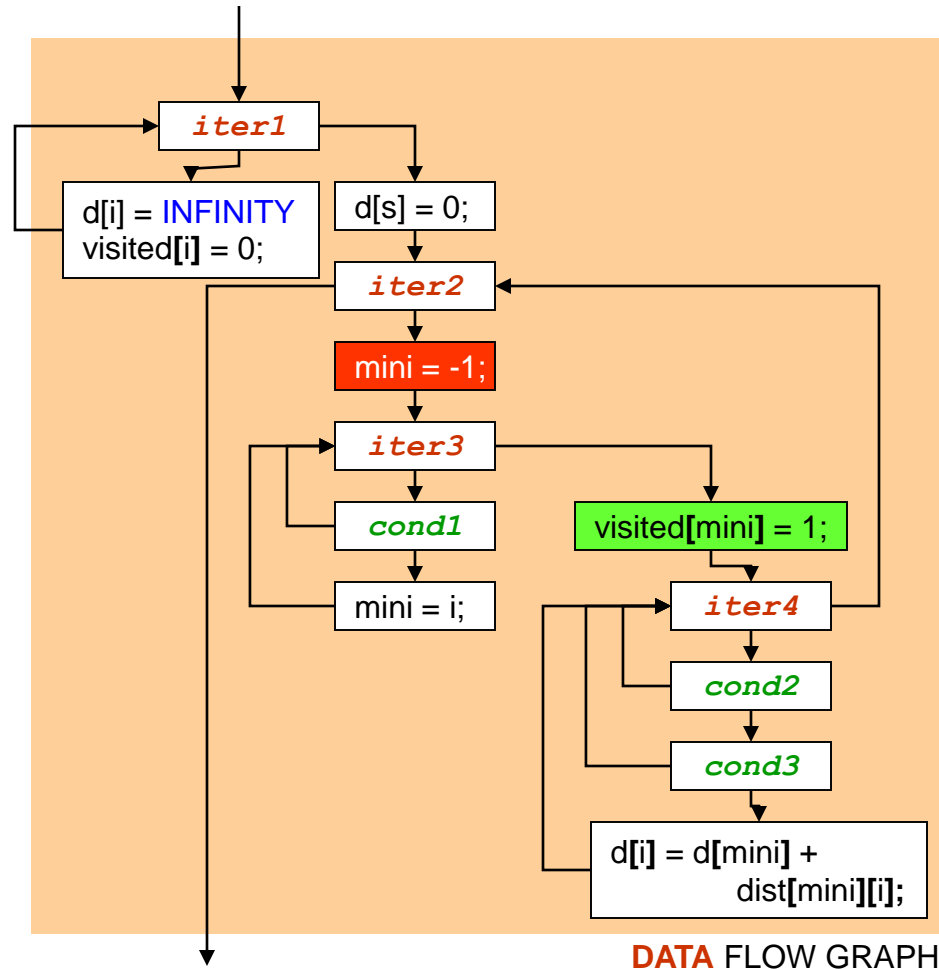 iter1
d[i] = INFINITY
visited[i] = 0;
d[s] = 0;
iter2
mini = -1;
iter3
cond1
mini = i;
visited[mini] = 1;
iter4
cond2
cond3
d[i] = d[mini] +
dist[mini][i];
DATA FLOW GRAPH